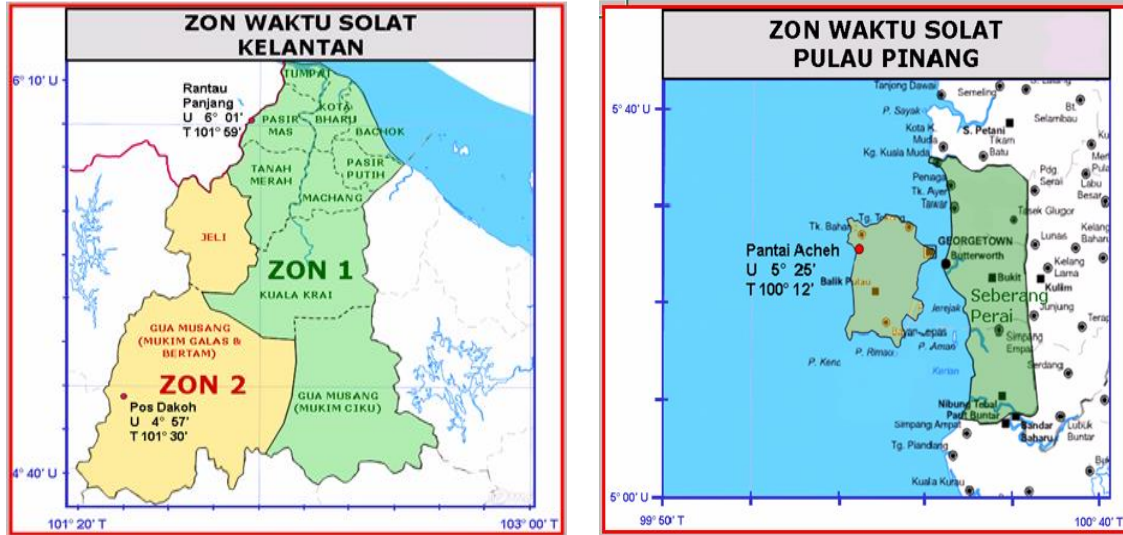 ZON WAKTU SOLAT
KELANTAN
6° 10' U
Rantau
Panjang
U 6° 01'
T 101° 59'
TUMPAT
KOTA
BHARU
PASIR
MAS
BACHOK
TANAH
MERAH
PASIR
PUTIH
MACHANG
JELI
ZON 1
KUALA KRAI
GUA MUSANG
(MUKIM GALAS &
BERTAM)
ZON 2
Pos Dakoh
U 4° 57'
T 101° 30'
GUA MUSANG
(MUKIM CIKU)
4° 40' U
101° 20' T
103° 00' T
ZON WAKTU SOLAT
PULAU PINANG
5° 40' U
Tanjong Dawai
Semeling
P. Sayak
Bt.
Selambau
Kota K.
Muda
S. Petani
Tikam
Batu
Kg. Kuala Muda
Penaga
Pdg.
Serai
Tk. Ayer
Tawar
Labu
Besar
Tasek Glugor
Lunas
GEORGETOWN
Butterworth
Pantai Acheh
U 5° 25'
T 100° 12'
Kelang
Lama
Bukit
Kulim
Balik Pulau
Seberang
Perai
Jerejak
Junjung
Simpang
Empat
P. Aman
P. Rimau
Serdang
Nibung Tebal
Parit Buntar
Simpang Ampat
Bandar
Baharu
Lubuk
Buntar
Tg. Piandang
Kuala Kurau
5° 00' U
99° 50' T
100° 40' T